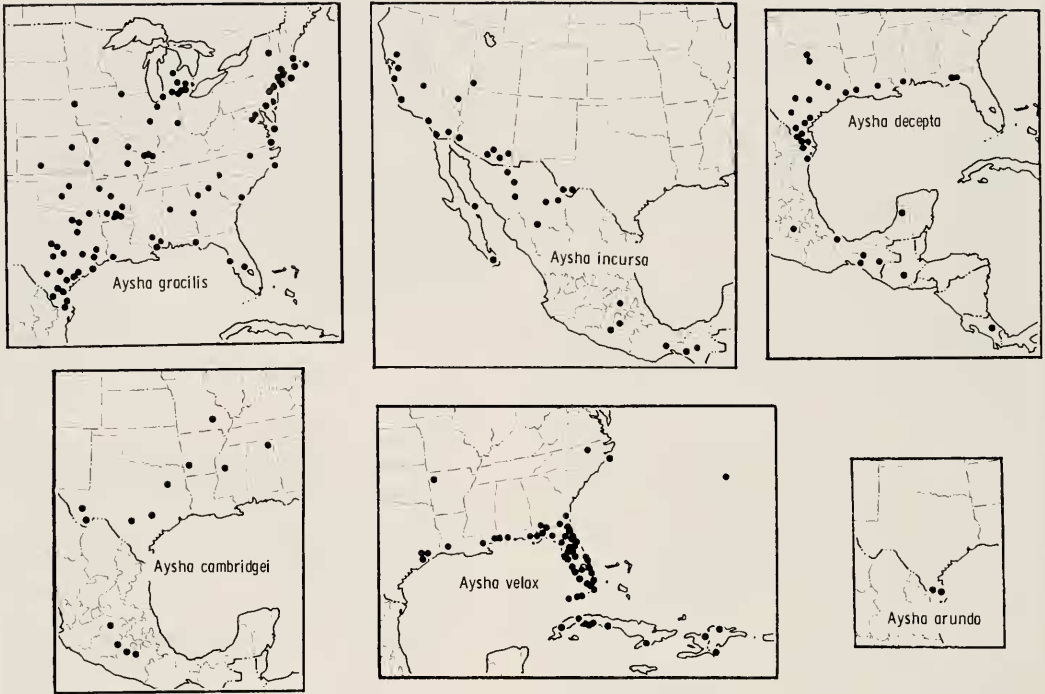 Aysha gracilis
Aysha incursa
Aysha decepta
Aysha cambridgei
Aysha velox
Aysha arundo